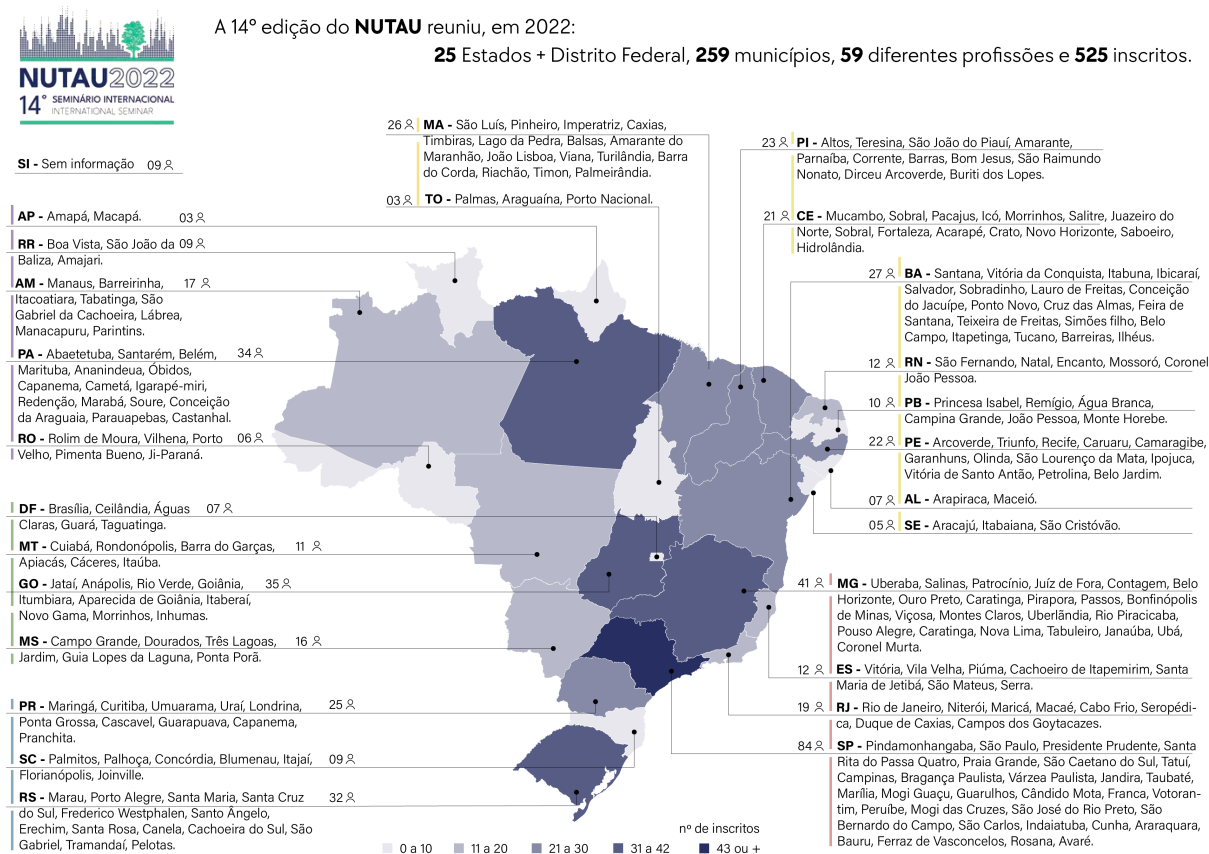 NUTAU2022
14° SEMINÁRIO INTERNACIONAL
INTERNATIONAL SEMINAR
A 14° edição do NUTAU reuniu, em 2022:
25 Estados + Distrito Federal, 259 municípios, 59 diferentes profissões e 525 inscritos.
SI - Sem informação 09
AP - Amapá, Macapá. 03
RR - Boa Vista, São João da 09
Baliza, Amajari.
AM - Manaus, Barreirinha, 17
Itacoatiara, Tabatinga, São
Gabriel da Cachoeira, Lábrea,
Manacapuru, Parintins.
PA - Abaetetuba, Santarém, Belém, 34
Marituba, Ananindeua, Óbidos,
Capanema, Cametá, Igarapé-miri,
Redenção, Marabá, Soure, Conceição
da Araguaia, Parauapebas, Castanhal.
RO - Rolim de Moura, Vilhena, Porto 06
Velho, Pimenta Bueno, Ji-Paraná.
DF - Brasília, Ceilândia, Águas 07
Claras, Guará, Taguatinga.
MT - Cuiabá, Rondonópolis, Barra do Garças, 11
Apiacás, Cáceres, Itaúba.
GO - Jataí, Anápolis, Rio Verde, Goiânia, 35
Itumbiara, Aparecida de Goiânia, Itaberaí,
Novo Gama, Morrinhos, Inhumas.
MS - Campo Grande, Dourados, Três Lagoas, 16
Jardim, Guia Lopes da Laguna, Ponta Porã.
PR - Maringá, Curitiba, Umuarama, Uraí, Londrina, 25
Ponta Grossa, Cascavel, Guarapuava, Capanema,
Pranchita.
SC - Palmitos, Palhoça, Concórdia, Blumenau, Itajaí, 09
Florianópolis, Joinville.
RS - Marau, Porto Alegre, Santa Maria, Santa Cruz 32
do Sul, Frederico Westphalen, Santo Ângelo,
Erechim, Santa Rosa, Canela, Cachoeira do Sul, São
Gabriel, Tramandaí, Pelotas.
26 MA - São Luís, Pinheiro, Imperatriz, Caxias,
Timbiras, Lago da Pedra, Balsas, Amarante do
Maranhão, João Lisboa, Viana, Turilândia, Barra
do Corda, Riachão, Timon, Palmeirândia.
03 TO - Palmas, Araguaína, Porto Nacional.
23 PI - Altos, Teresina, São João do Piauí, Amarante,
Parnaíba, Corrente, Barras, Bom Jesus, São Raimundo
Nonato, Dirceu Arcoverde, Buriti dos Lopes.
21 CE - Mucambo, Sobral, Pacajus, Icó, Morrinhos, Salitre, Juazeiro do
Norte, Sobral, Fortaleza, Acarapé, Crato, Novo Horizonte, Saboeiro,
Hidrolândia.
27 BA - Santana, Vitória da Conquista, Itabuna, Ibicaraí,
Salvador, Sobradinho, Lauro de Freitas, Conceição
do Jacuípe, Ponto Novo, Cruz das Almas, Feira de
Santana, Teixeira de Freitas, Simões filho, Belo
Campo, Itapetinga, Tucano, Barreiras, Ilhéus.
12 RN - São Fernando, Natal, Encanto, Mossoró, Coronel
João Pessoa.
10 PB - Princesa Isabel, Remígio, Água Branca,
Campina Grande, João Pessoa, Monte Horebe.
22 PE - Arcoverde, Triunfo, Recife, Caruaru, Camaragibe,
Garanhuns, Olinda, São Lourenço da Mata, Ipojuca,
Vitória de Santo Antão, Petrolina, Belo Jardim.
07 AL - Arapiraca, Maceió.
05 SE - Aracajú, Itabaiana, São Cristóvão.
41 MG - Uberaba, Salinas, Patrocínio, Juíz de Fora, Contagem, Belo
Horizonte, Ouro Preto, Caratinga, Pirapora, Passos, Bonfinópolis
de Minas, Viçosa, Montes Claros, Uberlãndia, Rio Piracicaba,
Pouso Alegre, Caratinga, Nova Lima, Tabuleiro, Janaúba, Ubá,
Coronel Murta.
12 ES - Vitória, Vila Velha, Piúma, Cachoeiro de Itapemirim, Santa
Maria de Jetibá, São Mateus, Serra.
19 RJ - Rio de Janeiro, Niterói, Maricá, Macaé, Cabo Frio, Seropédi-
ca, Duque de Caxias, Campos dos Goytacazes.
84 SP - Pindamonhangaba, São Paulo, Presidente Prudente, Santa
Rita do Passa Quatro, Praia Grande, São Caetano do Sul, Tatuí,
Campinas, Bragança Paulista, Várzea Paulista, Jandira, Taubaté,
Marília, Mogi Guaçu, Guarulhos, Cândido Mota, Franca, Votoran-
tim, Peruíbe, Mogi das Cruzes, São José do Rio Preto, São
Bernardo do Campo, São Carlos, Indaiatuba, Cunha, Araraquara,
Bauru, Ferraz de Vasconcelos, Rosana, Avaré.
nº de inscritos
0 a 10 11 a 20 21 a 30 31 a 42 43 ou +